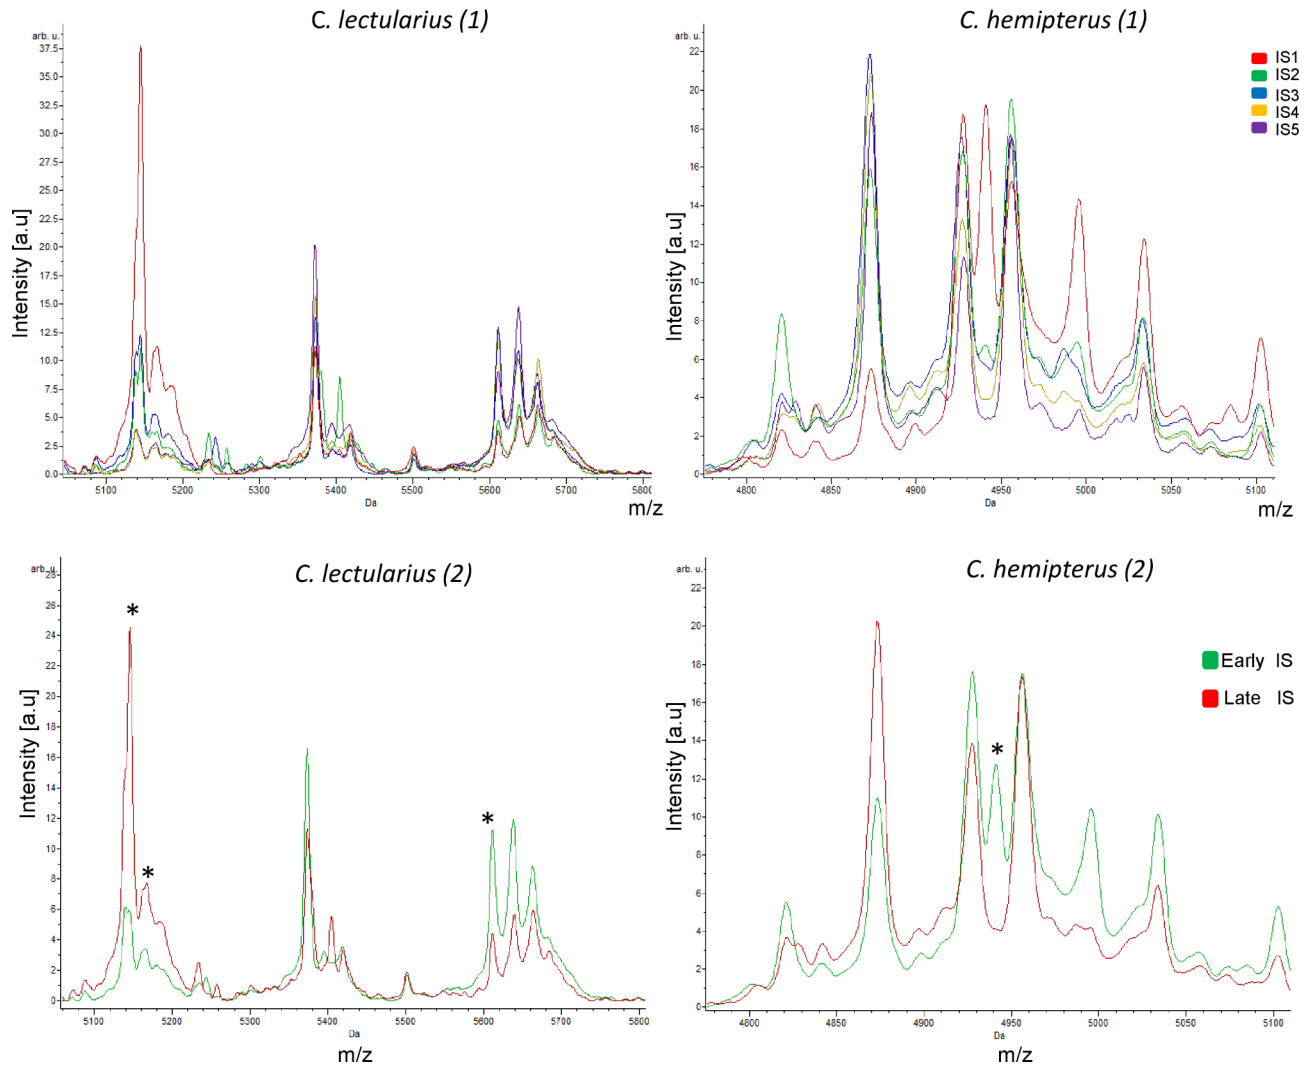 C. lectularius (1)
arb. u.
37.5
35.0
32.5
30.0
27.5
25.0
22.5
20.0
17.5
15.0
12.5
10.0
7.5
5.0
2.5
0.0
Intensity [a.u]
5100 5200 5300 5400 5500 5600 5700 5800
Da
m/z
C. hemipterus (1)
arb. u.
22
20
18
16
14
12
10
8
6
4
2
0
Intensity [a.u]
4800 4850 4900 4950 5000 5050 5100
Da
m/z
IS1
IS2
IS3
IS4
IS5
C. lectularius (2)
arb. u.
28
26
24
22
20
18
16
14
12
10
8
6
4
2
0
Intensity [a.u]
*
*
*
5100 5200 5300 5400 5500 5600 5700 5800
Da
m/z
C. hemipterus (2)
arb. u.
22
20
18
16
14
12
10
8
6
4
2
0
Intensity [a.u]
*
4800 4850 4900 4950 5000 5050 5100
Da
m/z
Early IS
Late IS